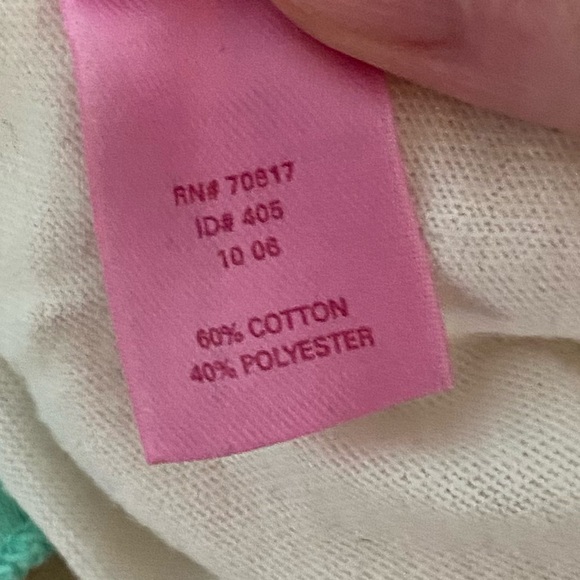 RN# 70817
ID# 405
10 06
60% COTTON
40% POLYESTER